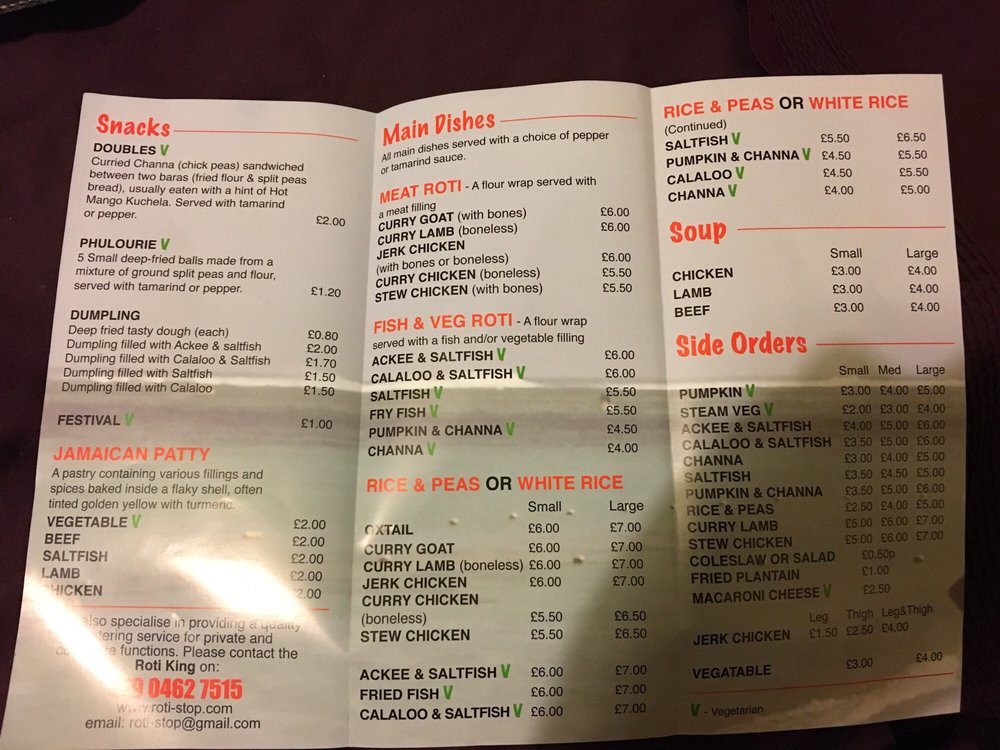 Snacks
DOUBLES V
Curried Channa (chick peas) sandwiched
between two baras (fried flour & split peas
bread), usually eaten with a hint of Hot
Mango Kuchela. Served with tamarind
or pepper. £2.00
PHULOURIE V
5 Small deep-fried balls made from a
mixture of ground split peas and flour,
served with tamarind or pepper. £1.20
DUMPLING
Deep fried tasty dough (each) £0.80
Dumpling filled with Ackee & saltfish £2.00
Dumpling filled with Calaloo & Saltfish £1.70
Dumpling filled with Saltfish £1.50
Dumpling filled with Calaloo £1.50
FESTIVAL V £1.00
JAMAICAN PATTY
A pastry containing various fillings and
spices baked inside a flaky shell, often
tinted golden yellow with turmeric.
VEGETABLE V £2.00
BEEF £2.00
SALTFISH £2.00
LAMB £2.00
CHICKEN £2.00
also specialise in providing a quality
service for private and
functions. Please contact the
Roti King on:
0462 7515
www.roti-stop.com
email: roti-stop@gmail.com
Main Dishes
All main dishes served with a choice of pepper
or tamarind sauce.
MEAT ROTI - A flour wrap served with
a meat filling
CURRY GOAT (with bones) £6.00
CURRY LAMB (boneless) £6.00
JERK CHICKEN
(with bones or boneless) £6.00
CURRY CHICKEN (boneless) £5.50
STEW CHICKEN (with bones) £5.50
FISH & VEG ROTI - A flour wrap
served with a fish and/or vegetable filling
ACKEE & SALTFISH V £6.00
CALALOO & SALTFISH V £6.00
SALTFISH V £5.50
FRY FISH V £5.50
PUMPKIN & CHANNA V £4.50
CHANNA V £4.00
RICE & PEAS OR WHITE RICE
Small Large
OXTAIL £6.00 £7.00
CURRY GOAT £6.00 £7.00
CURRY LAMB (boneless) £6.00 £7.00
JERK CHICKEN £6.00 £7.00
CURRY CHICKEN
(boneless) £5.50 £6.50
STEW CHICKEN £5.50 £6.50
ACKEE & SALTFISH V £6.00 £7.00
FRIED FISH V £6.00 £7.00
CALALOO & SALTFISH V £6.00 £7.00
RICE & PEAS OR WHITE RICE
(Continued)
SALTFISH V £5.50 £6.50
PUMPKIN & CHANNA V £4.50 £5.50
CALALOO V £4.50 £5.50
CHANNA V £4.00 £5.00
Soup
Small Large
CHICKEN £3.00 £4.00
LAMB £3.00 £4.00
BEEF £3.00 £4.00
Side Orders
Small Med Large
PUMPKIN V £3.00 £4.00 £5.00
STEAM VEG V £2.00 £3.00 £4.00
ACKEE & SALTFISH £4.00 £5.00 £6.00
CALALOO & SALTFISH £3.50 £5.00 £6.00
CHANNA £3.00 £4.00 £5.00
SALTFISH £3.50 £4.50 £5.00
PUMPKIN & CHANNA £3.50 £5.00 £6.00
RICE & PEAS £2.50 £4.00 £5.00
CURRY LAMB £5.00 £6.00 £7.00
STEW CHICKEN £5.00 £6.00 £7.00
COLESLAW OR SALAD £0.50p
FRIED PLANTAIN £1.00
MACARONI CHEESE V £2.50
Leg Thigh Leg&Thigh
JERK CHICKEN £1.50 £2.50 £4.00
VEGATABLE £3.00 £4.00
V - Vegetarian